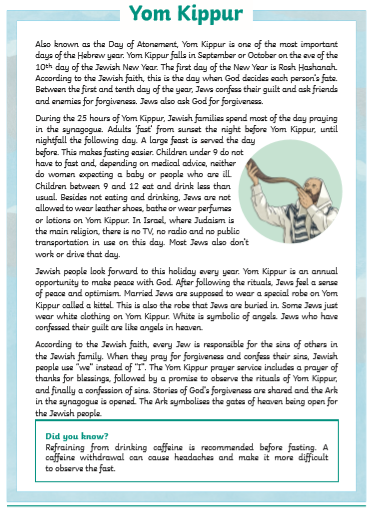 Yom Kippur
Also known as the Day of Atonement, Yom Kippur is one of the most important
days of the Hebrew year. Yom Kippur falls in September or October on the eve of the
10th day of the Jewish New Year. The first day of the New Year is Rosh Hashanah.
According to the Jewish faith, this is the day when God decides each person's fate.
Between the first and tenth day of the year, Jews confess their guilt and ask friends
and enemies for forgiveness. Jews also ask God for forgiveness.
During the 25 hours of Yom Kippur, Jewish families spend most of the day praying
in the synagogue. Adults 'fast' from sunset the night before Yom Kippur, until
nightfall the following day. A large feast is served the day
before. This makes fasting easier. Children under 9 do not
have to fast and, depending on medical advice, neither
do women expecting a baby or people who are ill.
Children between 9 and 12 eat and drink less than
usual. Besides not eating and drinking, Jews are not
allowed to wear leather shoes, bathe or wear perfumes
or lotions on Yom Kippur. In Israel, where Judaism is
the main religion, there is no TV, no radio and no public
transportation in use on this day. Most Jews also don't
work or drive that day.
Jewish people look forward to this holiday every year. Yom Kippur is an annual
opportunity to make peace with God. After following the rituals, Jews feel a sense
of peace and optimism. Married Jews are supposed to wear a special robe on Yom
Kippur called a kittel. This is also the robe that Jews are buried in. Some Jews just
wear white clothing on Yom Kippur. White is symbolic of angels. Jews who have
confessed their guilt are like angels in heaven.
According to the Jewish faith, every Jew is responsible for the sins of others in
the Jewish family. When they pray for forgiveness and confess their sins, Jewish
people use "we" instead of "I". The Yom Kippur prayer service includes a prayer of
thanks for blessings, followed by a promise to observe the rituals of Yom Kippur,
and finally a confession of sins. Stories of God's forgiveness are shared and the Ark
in the synagogue is opened. The Ark symbolises the gates of heaven being open for
the Jewish people.
Did you know?
Refraining from drinking caffeine is recommended before fasting. A
caffeine withdrawal can cause headaches and make it more difficult
to observe the fast.